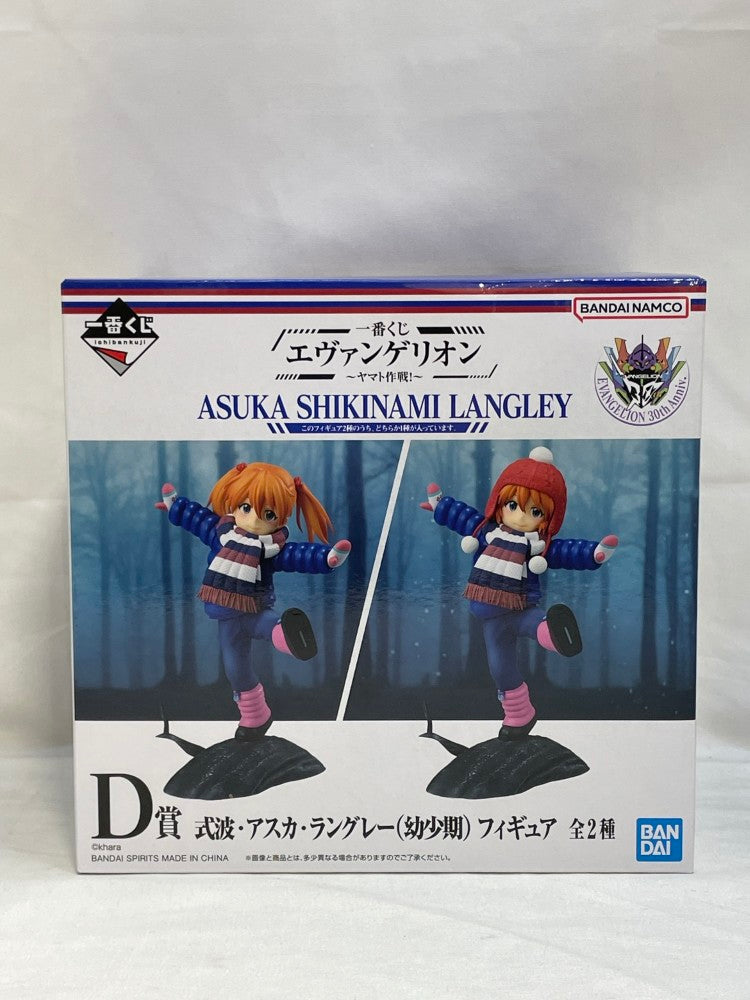 一番くじ
ichibankuji
BANDAI NAMCO
一番くじ
エヴァンゲリオン
～ヤマト作戦!～
EVANGELION
EVANGELION 30th Anniv.
ASUKA SHIKINAMI LANGLEY
このフィギュア2種のうち、どちらか1種が入っています。
D賞 式波・アスカ・ラングレー(幼少期) フィギュア 全2種
©khara
BANDAI SPIRITS MADE IN CHINA ※画像と商品とは、多少異なる場合がありますのでご了承ください。
BAN
DAI